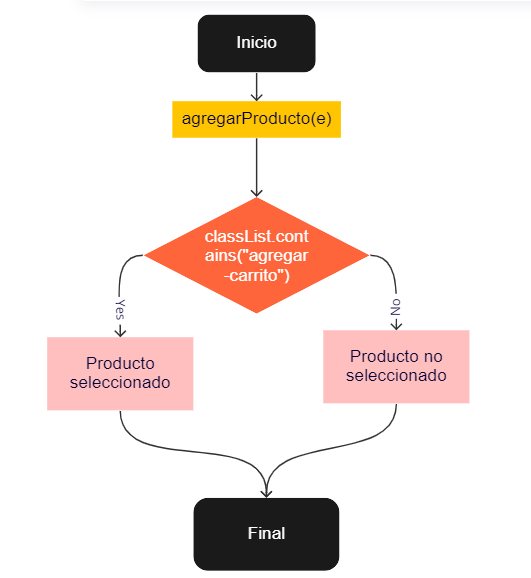 Inicio
agregarProducto(e)
classList.cont
ains("agregar
-carrito")
Yes
No
Producto
seleccionado
Producto no
seleccionado
Final